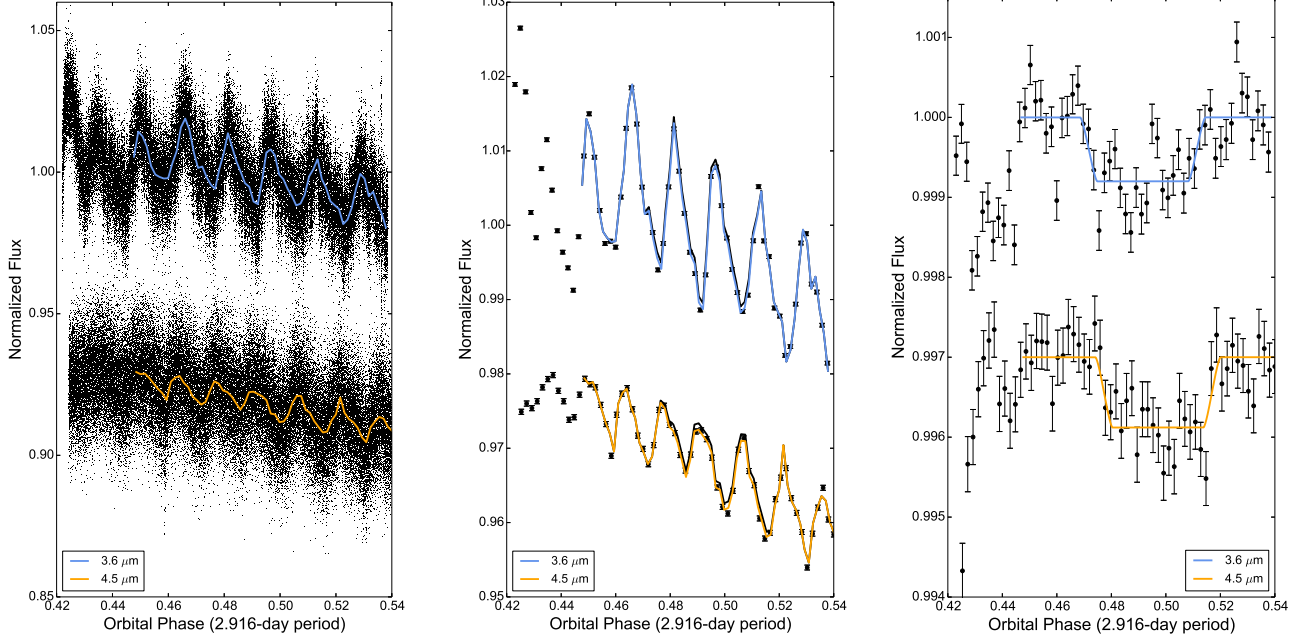 1.05
1.00
0.95
0.90
0.85
Normalized Flux
3.6 μm
4.5 μm
0.42 0.44 0.46 0.48 0.50 0.52 0.54
Orbital Phase (2.916-day period)
1.03
1.02
1.01
1.00
0.99
0.98
0.97
0.96
0.95
Normalized Flux
3.6 μm
4.5 μm
0.42 0.44 0.46 0.48 0.50 0.52 0.54
Orbital Phase (2.916-day period)
1.001
1.000
0.999
0.998
0.997
0.996
0.995
0.994
Normalized Flux
3.6 μm
4.5 μm
0.42 0.44 0.46 0.48 0.50 0.52 0.54
Orbital Phase (2.916-day period)